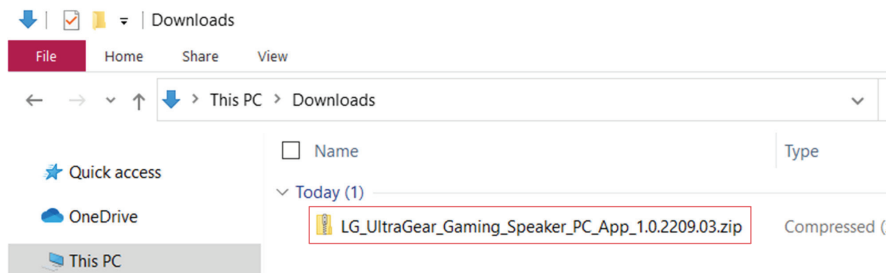 Downloads
File Home Share View
This PC > Downloads
Name Type
Quick access
Today (1)
OneDrive
LG_UltraGear_Gaming_Speaker_PC_App_1.0.2209.03.zip Compressed (
This PC